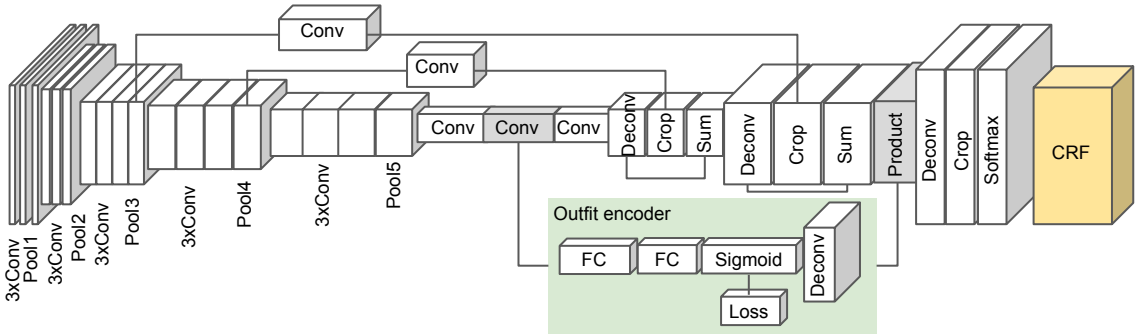 Conv
Conv
3xConv
Pool1
3xConv
Pool2
3xConv
Pool3
3xConv
Pool4
3xConv
Pool5
Conv
Conv
Conv
Deconv
Crop
Sum
Deconv
Crop
Sum
Product
Deconv
Crop
Softmax
CRF
Outfit encoder
FC
FC
Sigmoid
Deconv
Loss